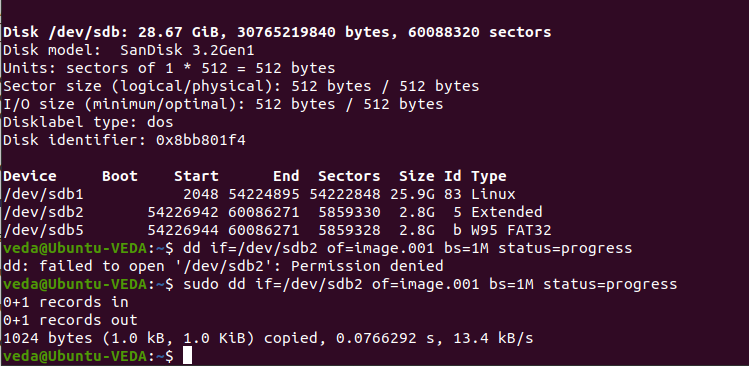 Disk /dev/sdb: 28.67 GiB, 30765219840 bytes, 60088320 sectors
Disk model:  SanDisk 3.2Gen1
Units: sectors of 1 * 512 = 512 bytes
Sector size (logical/physical): 512 bytes / 512 bytes
I/O size (minimum/optimal): 512 bytes / 512 bytes
Disklabel type: dos
Disk identifier: 0x8bb801f4
Device     Boot    Start      End  Sectors  Size Id Type
/dev/sdb1           2048 54224895 54222848 25.9G 83 Linux
/dev/sdb2       54226942 60086271  5859330  2.8G  5 Extended
/dev/sdb5       54226944 60086271  5859328  2.8G  b W95 FAT32
veda@Ubuntu-VEDA:~$ dd if=/dev/sdb2 of=image.001 bs=1M status=progress
dd: failed to open '/dev/sdb2': Permission denied
veda@Ubuntu-VEDA:~$ sudo dd if=/dev/sdb2 of=image.001 bs=1M status=progress
0+1 records in
0+1 records out
1024 bytes (1.0 kB, 1.0 KiB) copied, 0.0766292 s, 13.4 kB/s
veda@Ubuntu-VEDA:~$